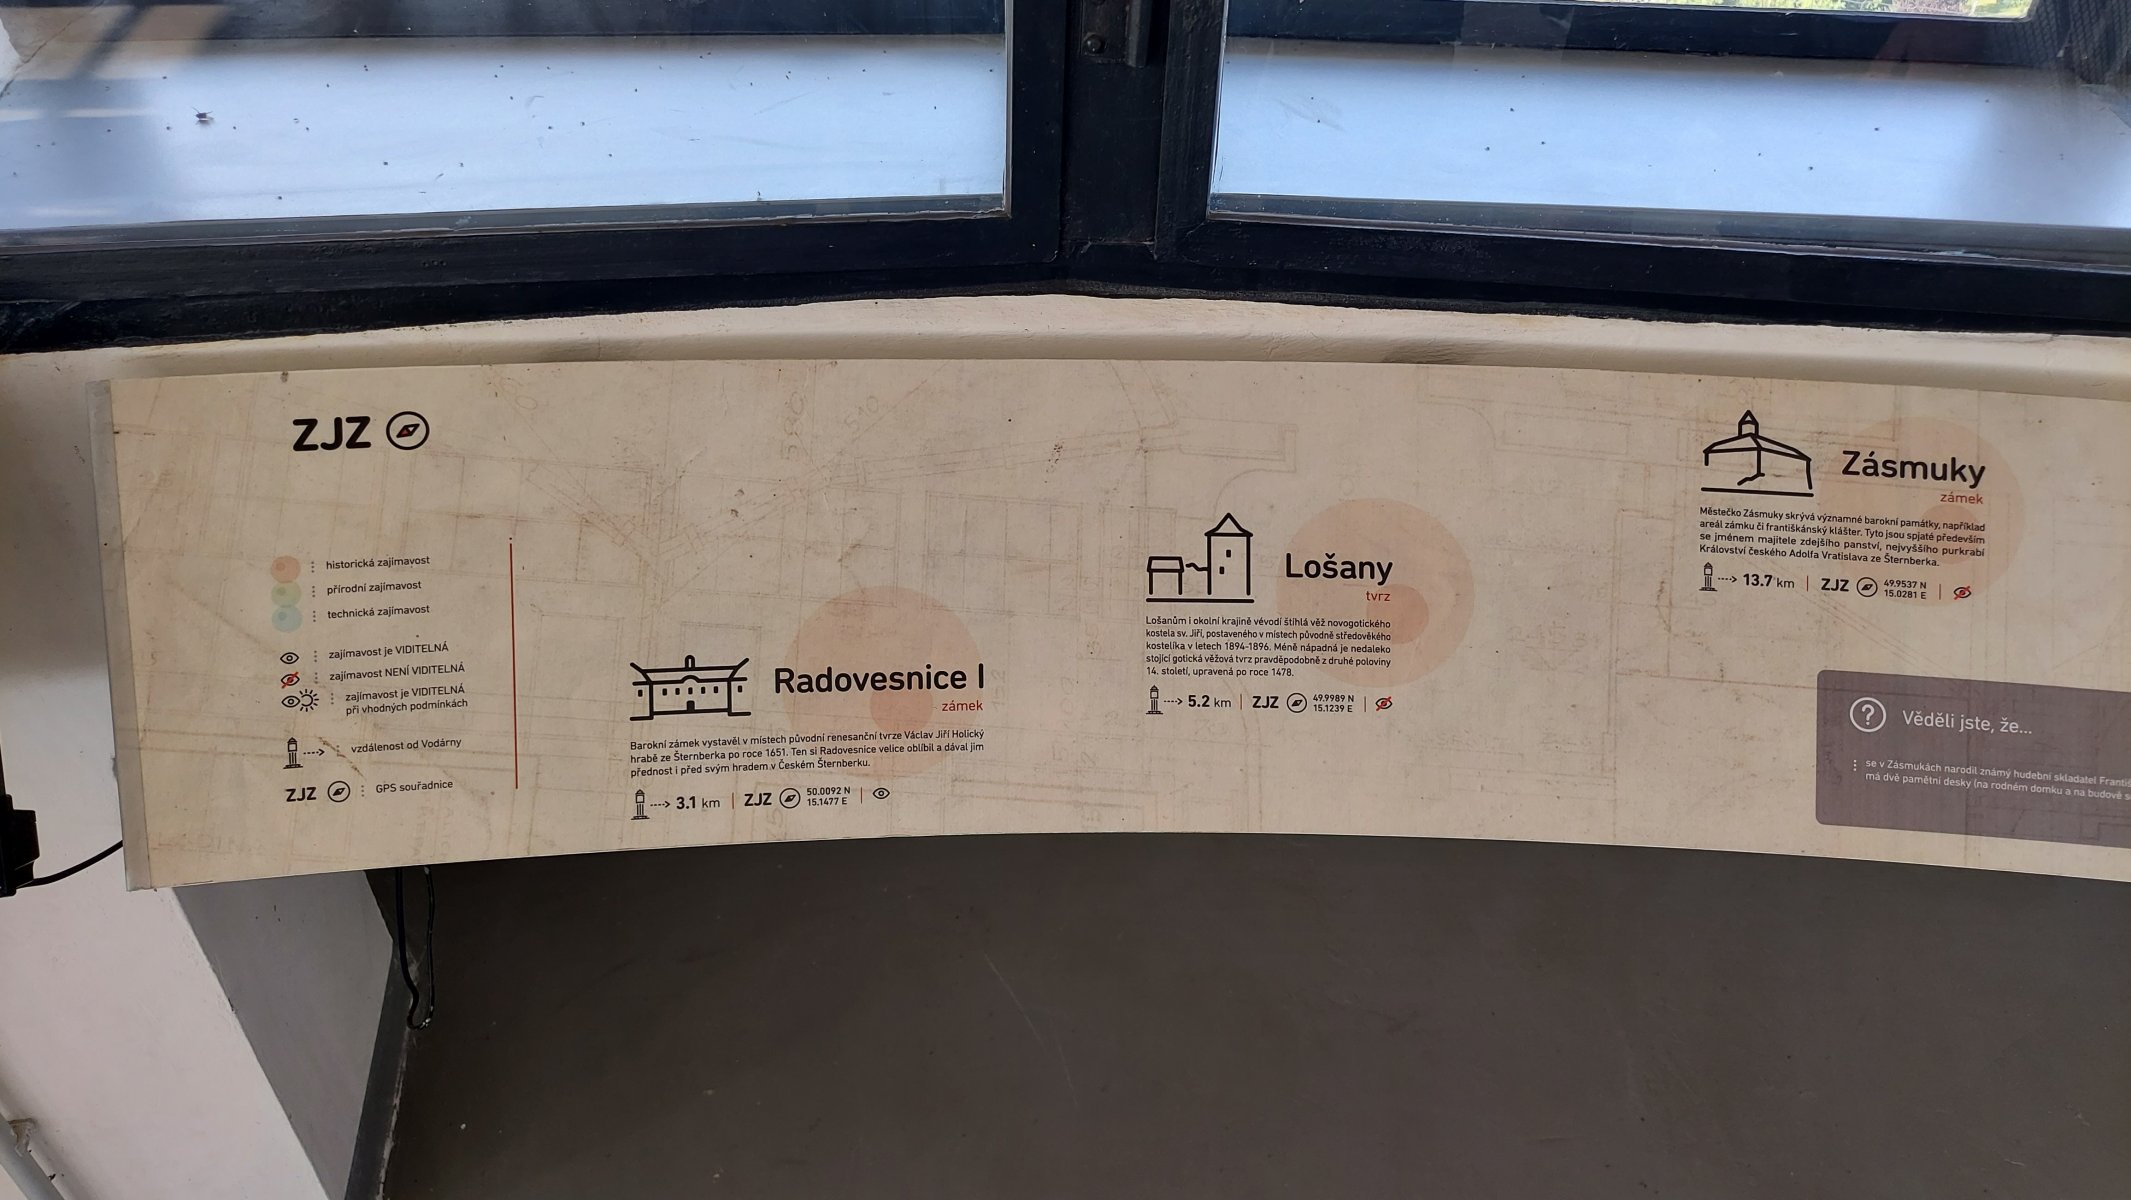 ZJZ
historická zajímavost
přírodní zajímavost
technická zajímavost
zajímavost je VIDITELNÁ
zajímavost NENÍ VIDITELNÁ
zajímavost je VIDITELNÁ
při vhodných podmínkách
vzdálenost od Vodárny
ZJZ GPS souřadnice
Radovesnice I
zámek
Barokní zámek vystavěl v místech původní renesanční tvrze Václav Jiří Holický
hrabě ze Šternberka po roce 1651. Ten si Radovesnice velice oblíbil a dával jim
přednost i před svým hradem v Českém Šternberku.
3.1 km | ZJZ 50.0092 N
15.1477 E
Lošany
tvrz
Lošanům i okolní krajině vévodí štíhlá věž novogotického
kostela sv. Jiří, postaveného v místech původně středověkého
kostelíka v letech 1894-1896. Méně nápadná je nedaleko
stojící gotická věžová tvrz pravděpodobně z druhé poloviny
14. století, upravená po roce 1478.
5.2 km | ZJZ 49.9989 N
15.1239 E
Zásmuky
zámek
Městečko Zásmuky skrývá významné barokní památky, například
areál zámku či františkánský klášter. Tyto jsou spjaté především
se jménem majitele zdejšího panství, nejvyššího purkrabí
Království českého Adolfa Vratislava ze Šternberka.
13.7 km | ZJZ 49.9537 N
15.0281 E
? Věděli jste, že...
se v Zásmukách narodil známý hudební skladatel Františ
má dvě pamětní desky (na rodném domku a na budově